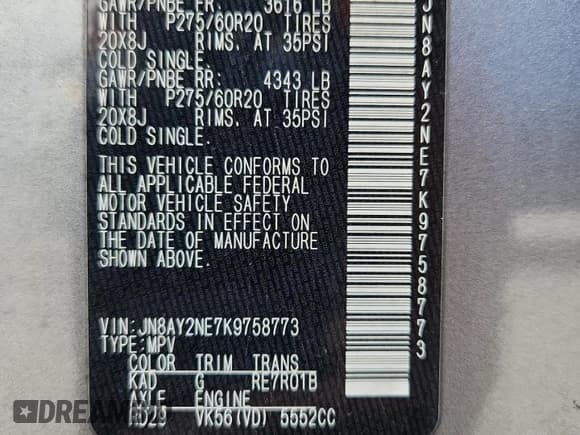 GAWR/PNBE FR: 3616 LB
WITH P275/60R20 TIRES
20X8J RIMS. AT 35PSI
COLD SINGLE.
GAWR/PNBE RR: 4343 LB
WITH P275/60R20 TIRES
20X8J RIMS. AT 35PSI
COLD SINGLE.
THIS VEHICLE CONFORMS TO
ALL APPLICABLE FEDERAL
MOTOR VEHICLE SAFETY
STANDARDS IN EFFECT ON
THE DATE OF MANUFACTURE
SHOWN ABOVE.
VIN:JN8AY2NE7K9758773
TYPE:MPV
COLOR TRIM TRANS
KAD G RE7R01B
AXLE ENGINE
HD29 VK56(VD) 5552CC
JN8AY2NE7K9758773